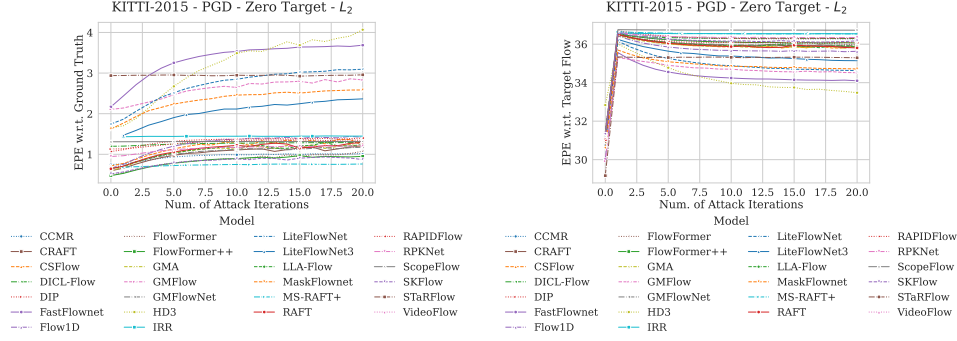 KITTI-2015 - PGD - Zero Target - L2
EPE w.r.t. Ground Truth
4
3
2
1
0.0 2.5 5.0 7.5 10.0 12.5 15.0 17.5 20.0
Num. of Attack Iterations
Model
CCMR FlowFormer LiteFlowNet RAPIDFlow
CRAFT FlowFormer++ LiteFlowNet3 RPKNet
CSFlow GMA LLA-Flow ScopeFlow
DICL-Flow GMFlow MaskFlownet SKFlow
DIP GMFlowNet MS-RAFT+ STaRFlow
FastFlownet HD3 RAFT VideoFlow
Flow1D IRR
KITTI-2015 - PGD - Zero Target - L2
EPE w.r.t. Target Flow
36
34
32
30
0.0 2.5 5.0 7.5 10.0 12.5 15.0 17.5 20.0
Num. of Attack Iterations
Model
CCMR FlowFormer LiteFlowNet RAPIDFlow
CRAFT FlowFormer++ LiteFlowNet3 RPKNet
CSFlow GMA LLA-Flow ScopeFlow
DICL-Flow GMFlow MaskFlownet SKFlow
DIP GMFlowNet MS-RAFT+ STaRFlow
FastFlownet HD3 RAFT VideoFlow
Flow1D IRR